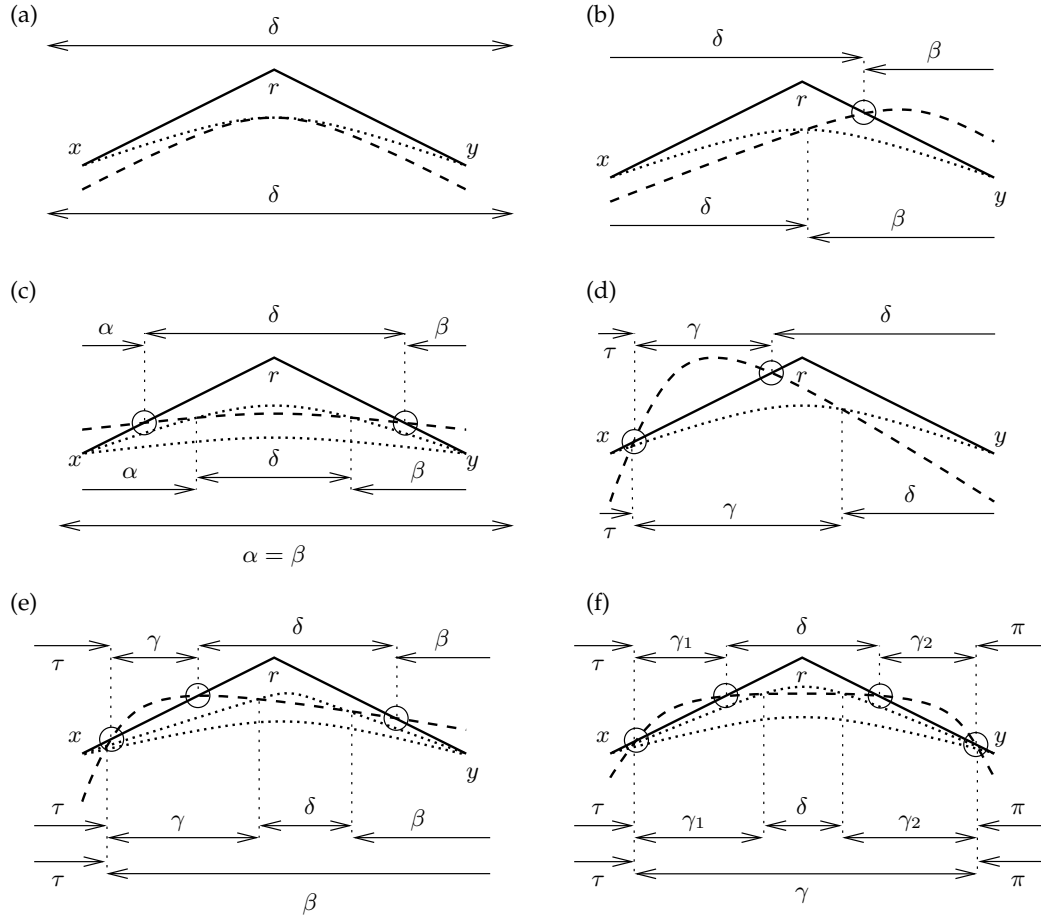 (a)
δ
r
x y
δ
(b)
δ β
r
x
y
δ β
(c)
α δ β
r
x y
α δ β
α = β
(d)
τ γ δ
r
x y
τ γ δ
(e)
τ γ δ β
r
x
y
τ γ δ β
τ β
(f)
τ γ1 δ γ2 π
r
x y
τ γ1 δ γ2 π
τ γ π